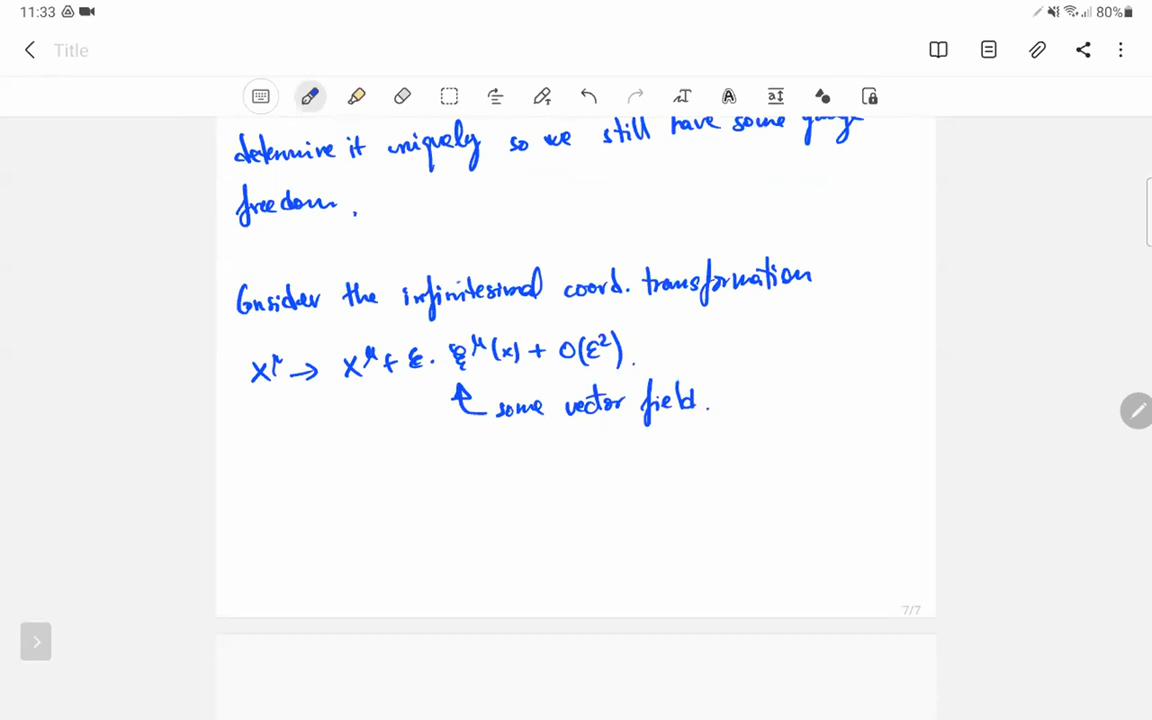 11:33
80%
Title
determine it uniquely so we still have some gauge
freedom.
Consider the infinitesimal coord. transformation
x^μ → x^μ + ε · ξ^μ(x) + O(ε²).
some vector field.
7/7